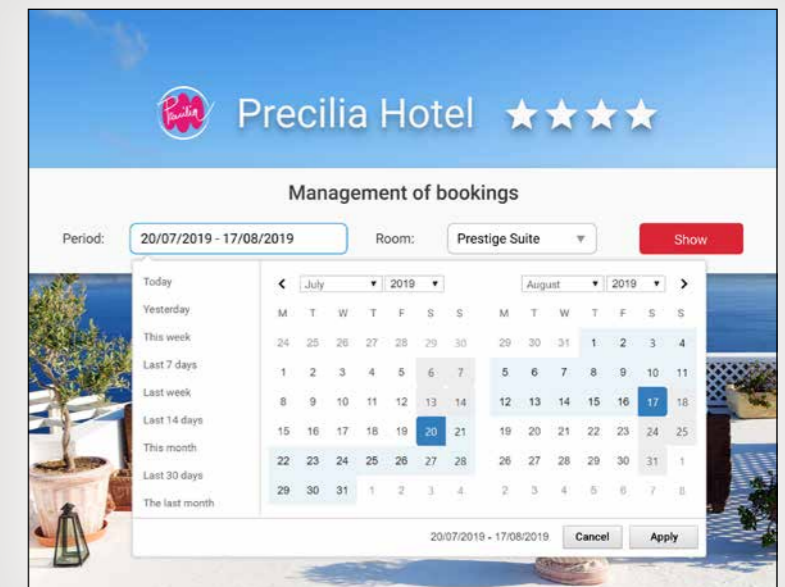 Precilia
Precilia Hotel
Management of bookings
Period: 20/07/2019 - 17/08/2019 Room: Prestige Suite Show
Today
Yesterday
This week
Last 7 days
Last week
Last 14 days
This month
Last 30 days
The last month
July 2019
M T W T F S S
24 25 26 27 28 29 30
1 2 3 4 5 6 7
8 9 10 11 12 13 14
15 16 17 18 19 20 21
22 23 24 25 26 27 28
29 30 31 1 2 3 4
August 2019
M T W T F S S
29 30 31 1 2 3 4
5 6 7 8 9 10 11
12 13 14 15 16 17 18
19 20 21 22 23 24 25
26 27 28 29 30 31 1
2 3 4 5 6 7 8
20/07/2019 - 17/08/2019 Cancel Apply